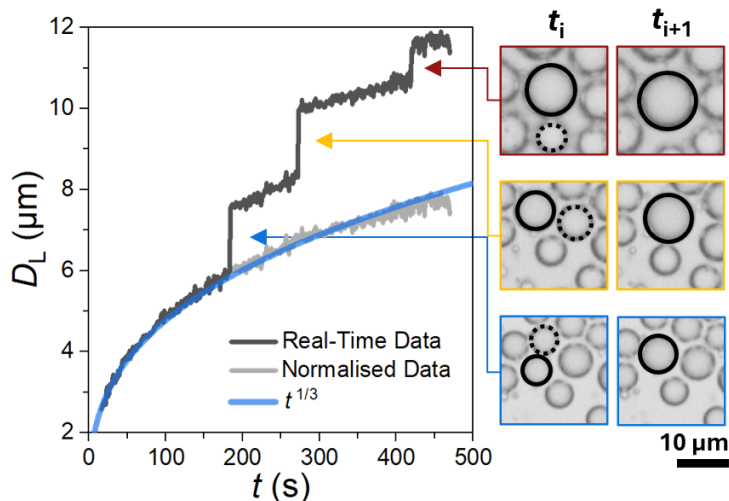 12
10
8
6
4
2
D_L (μm)
Real-Time Data
Normalised Data
t^1/3
0
100
200
300
400
500
t (s)
t_i
t_i+1
10 μm